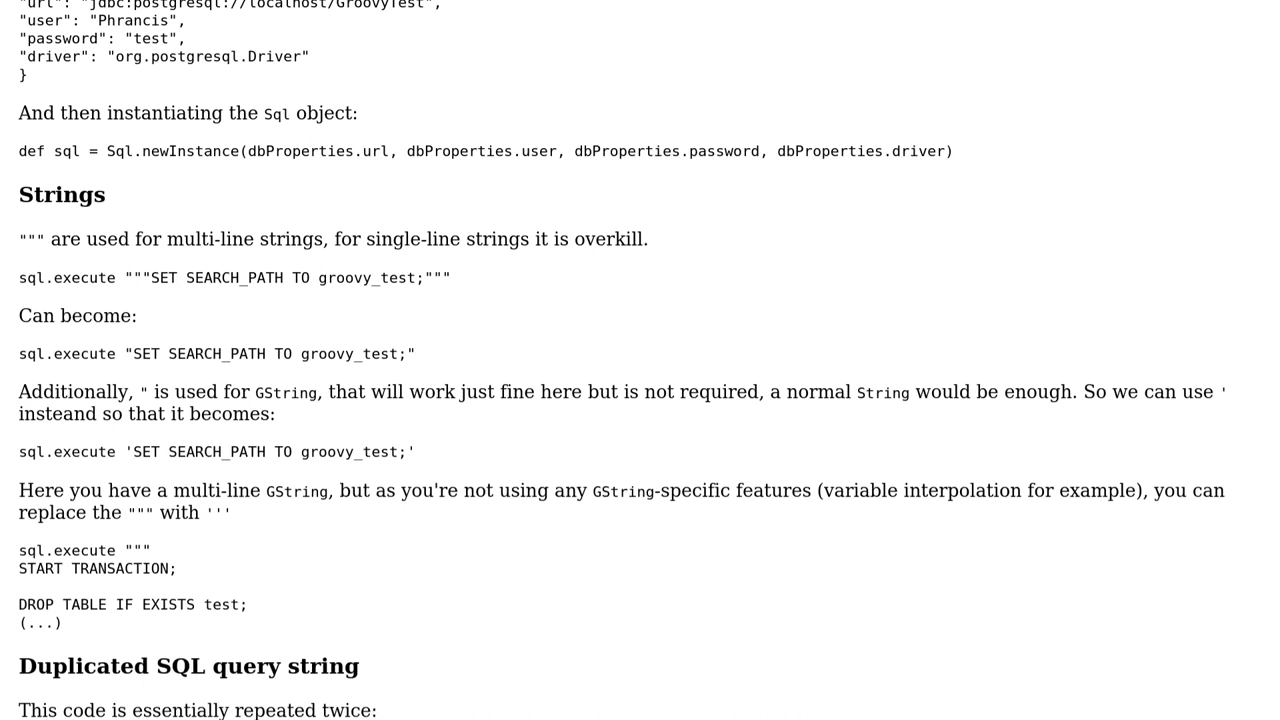 "url": "jdbc:postgresql://localhost/GroovyTest",
"user": "Phrancis",
"password": "test",
"driver": "org.postgresql.Driver"
}
And then instantiating the Sql object:
def sql = Sql.newInstance(dbProperties.url, dbProperties.user, dbProperties.password, dbProperties.driver)
Strings
""" are used for multi-line strings, for single-line strings it is overkill.
sql.execute """SET SEARCH_PATH TO groovy_test;"""
Can become:
sql.execute "SET SEARCH_PATH TO groovy_test;"
Additionally, " is used for GString, that will work just fine here but is not required, a normal String would be enough. So we can use '
insteand so that it becomes:
sql.execute 'SET SEARCH_PATH TO groovy_test;'
Here you have a multi-line GString, but as you're not using any GString-specific features (variable interpolation for example), you can
replace the """ with '''
sql.execute """
START TRANSACTION;
DROP TABLE IF EXISTS test;
(...)
Duplicated SQL query string
This code is essentially repeated twice: